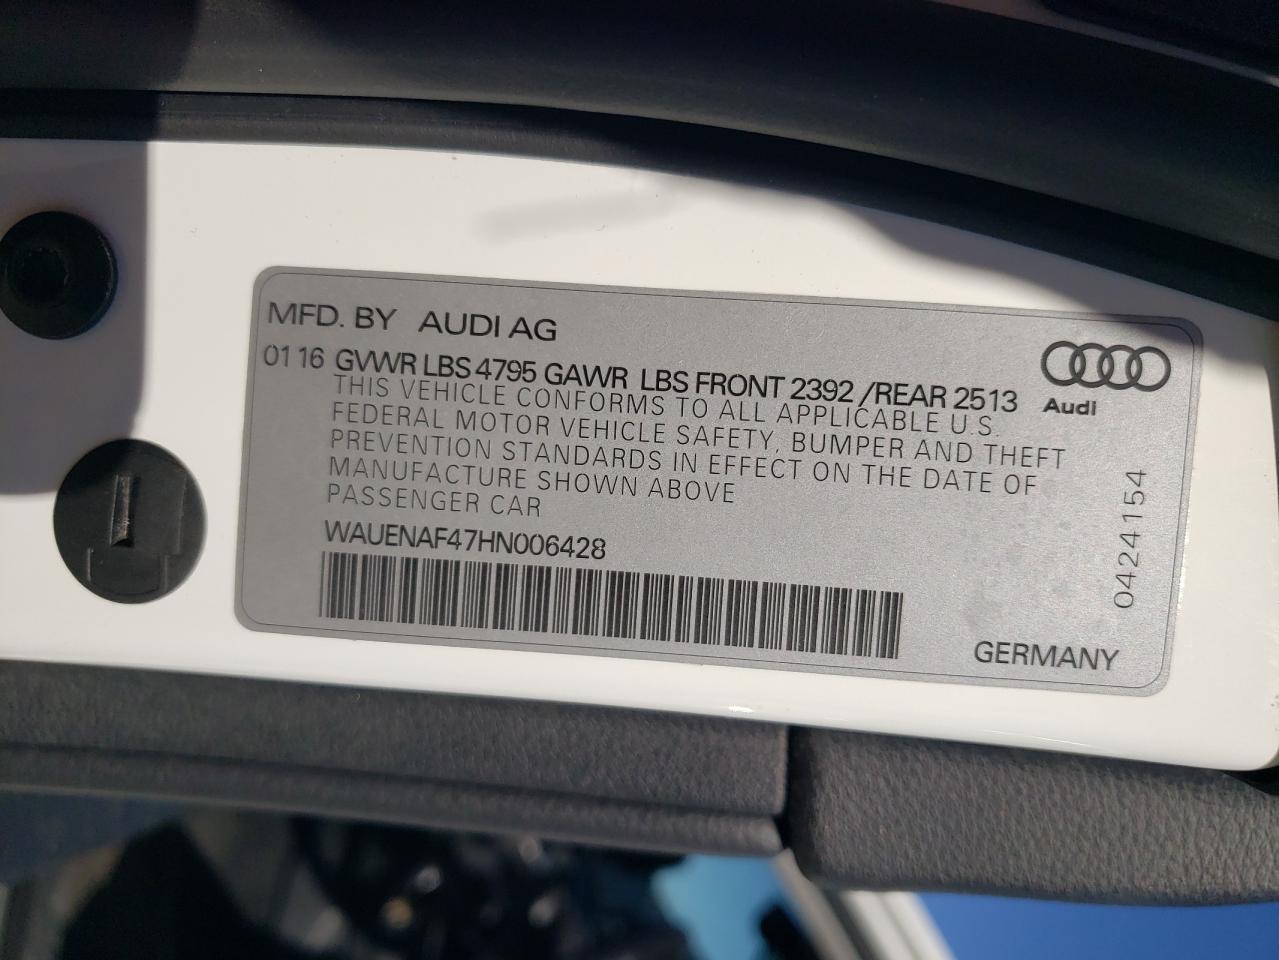 MFD. BY AUDI AG
01 16 GVWR LBS 4795 GAWR LBS FRONT 2392 /REAR 2513
THIS VEHICLE CONFORMS TO ALL APPLICABLE U.S.
FEDERAL MOTOR VEHICLE SAFETY, BUMPER AND THEFT
PREVENTION STANDARDS IN EFFECT ON THE DATE OF
MANUFACTURE SHOWN ABOVE
PASSENGER CAR
WAUENAF47HN006428
Audi
0424154
GERMANY